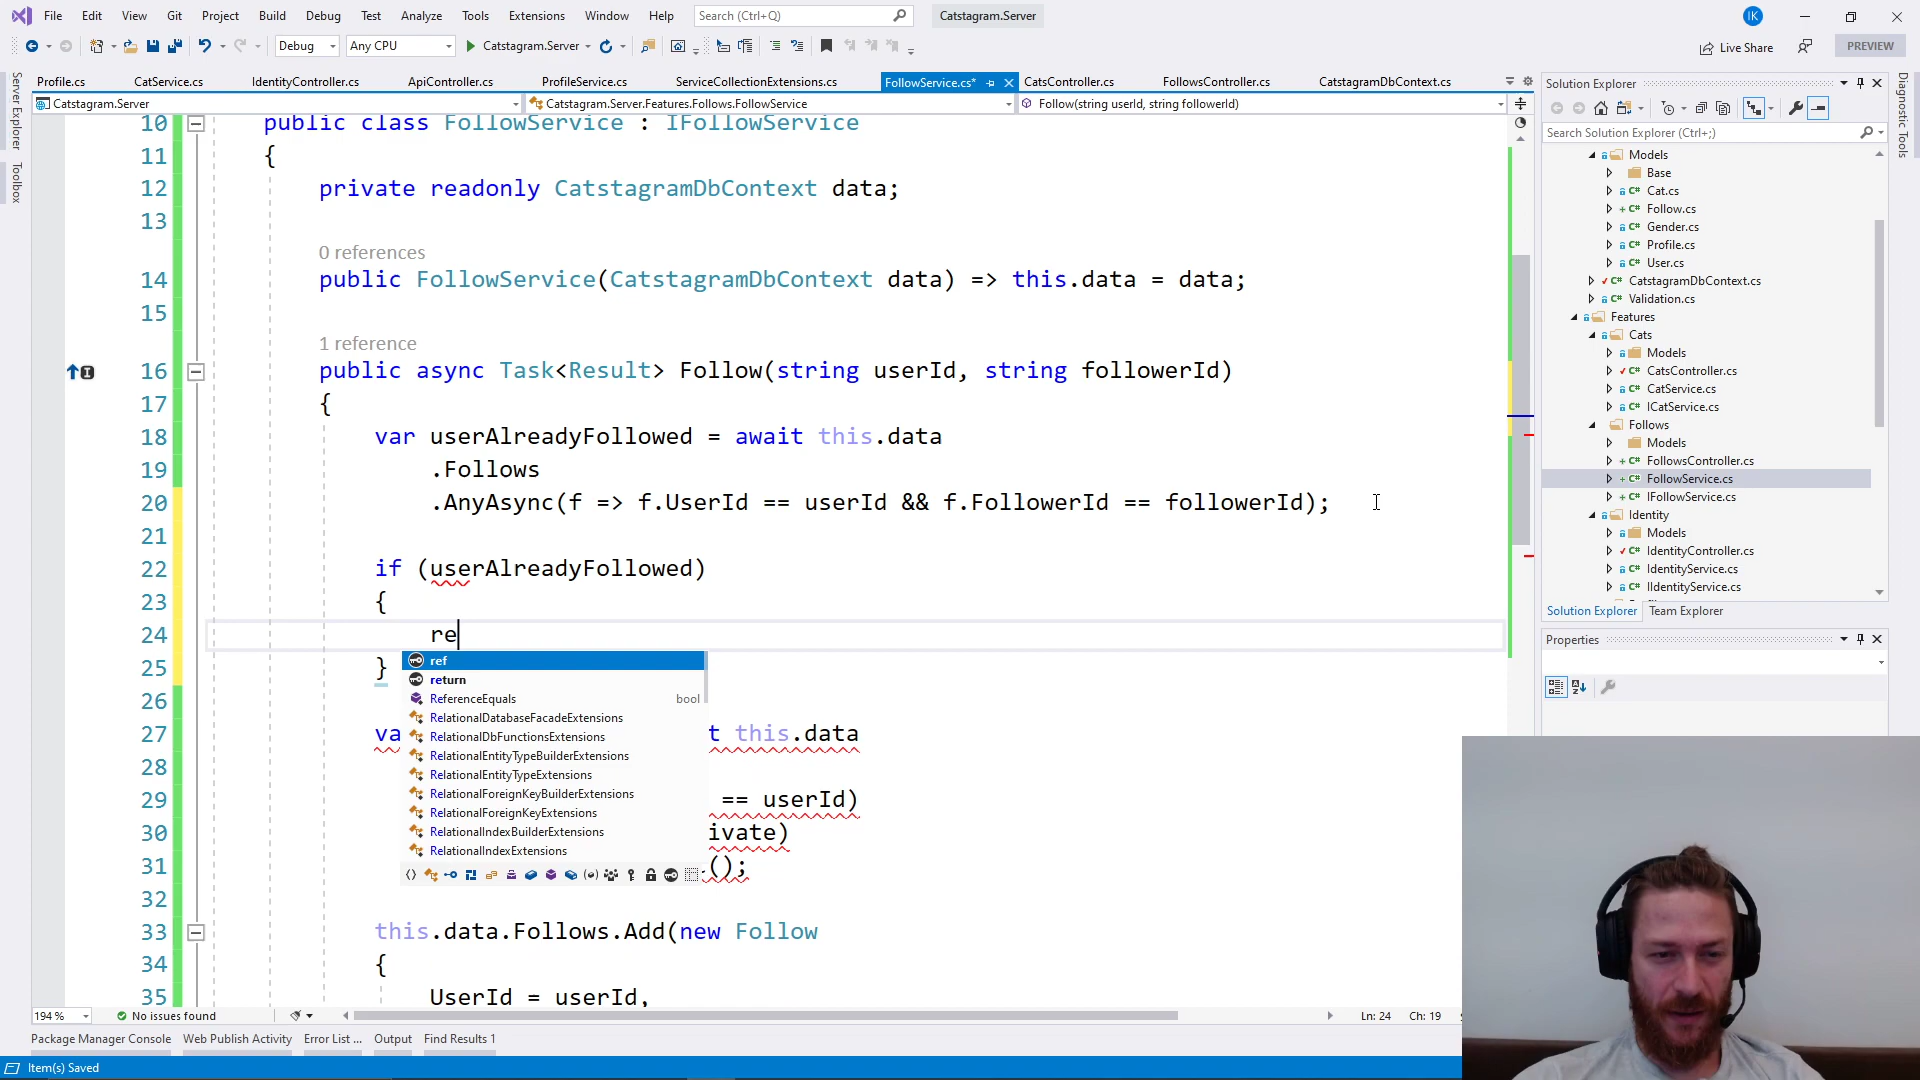 File Edit View Git Project Build Debug Test Analyze Tools Extensions Window Help Search (Ctrl+Q) Catstagram.Server IK
Debug Any CPU Catstagram.Server Live Share PREVIEW
Server Explorer
Toolbox
Diagnostic Tools
Profile.cs CatService.cs IdentityController.cs ApiController.cs ProfileService.cs ServiceCollectionExtensions.cs FollowService.cs* CatsController.cs FollowsController.cs CatstagramDbContext.cs
Catstagram.Server Catstagram.Server.Features.Follows.FollowService Follow(string userId, string followerId)
10 public class FollowService : IFollowService
11 {
12 private readonly CatstagramDbContext data;
13
0 references
14 public FollowService(CatstagramDbContext data) => this.data = data;
15
1 reference
16 public async Task<Result> Follow(string userId, string followerId)
17 {
18 var userAlreadyFollowed = await this.data
19 .Follows
20 .AnyAsync(f => f.UserId == userId && f.FollowerId == followerId);
21
22 if (userAlreadyFollowed)
23 {
24 re
25 }
26
27 va t this.data
28
29 == userId)
30 ivate)
31 ();
32
33 this.data.Follows.Add(new Follow
34 {
35 UserId = userId,
ref
return
ReferenceEquals bool
RelationalDatabaseFacadeExtensions
RelationalDbFunctionsExtensions
RelationalEntityTypeBuilderExtensions
RelationalEntityTypeExtensions
RelationalForeignKeyBuilderExtensions
RelationalForeignKeyExtensions
RelationalIndexBuilderExtensions
RelationalIndexExtensions
194 % No issues found Ln: 24 Ch: 19
Package Manager Console Web Publish Activity Error List ... Output Find Results 1
Item(s) Saved
Solution Explorer
Search Solution Explorer (Ctrl+;)
Models
Base
Cat.cs
Follow.cs
Gender.cs
Profile.cs
User.cs
CatstagramDbContext.cs
Validation.cs
Features
Cats
Models
CatsController.cs
CatService.cs
ICatService.cs
Follows
Models
FollowsController.cs
FollowService.cs
IFollowService.cs
Identity
Models
IdentityController.cs
IdentityService.cs
IIdentityService.cs
Solution Explorer Team Explorer
Properties